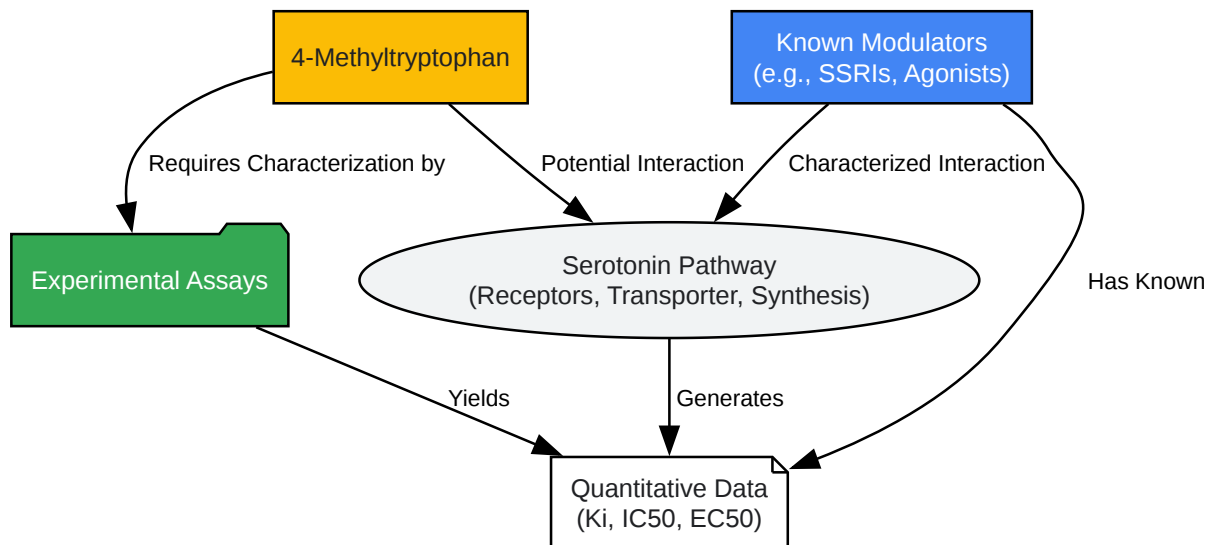 4-Methyltryptophan
Known Modulators
(e.g., SSRIs, Agonists)
Requires Characterization by
Potential Interaction
Characterized Interaction
Experimental Assays
Serotonin Pathway
(Receptors, Transporter, Synthesis)
Has Known
Yields
Generates
Quantitative Data
(Ki, IC50, EC50)